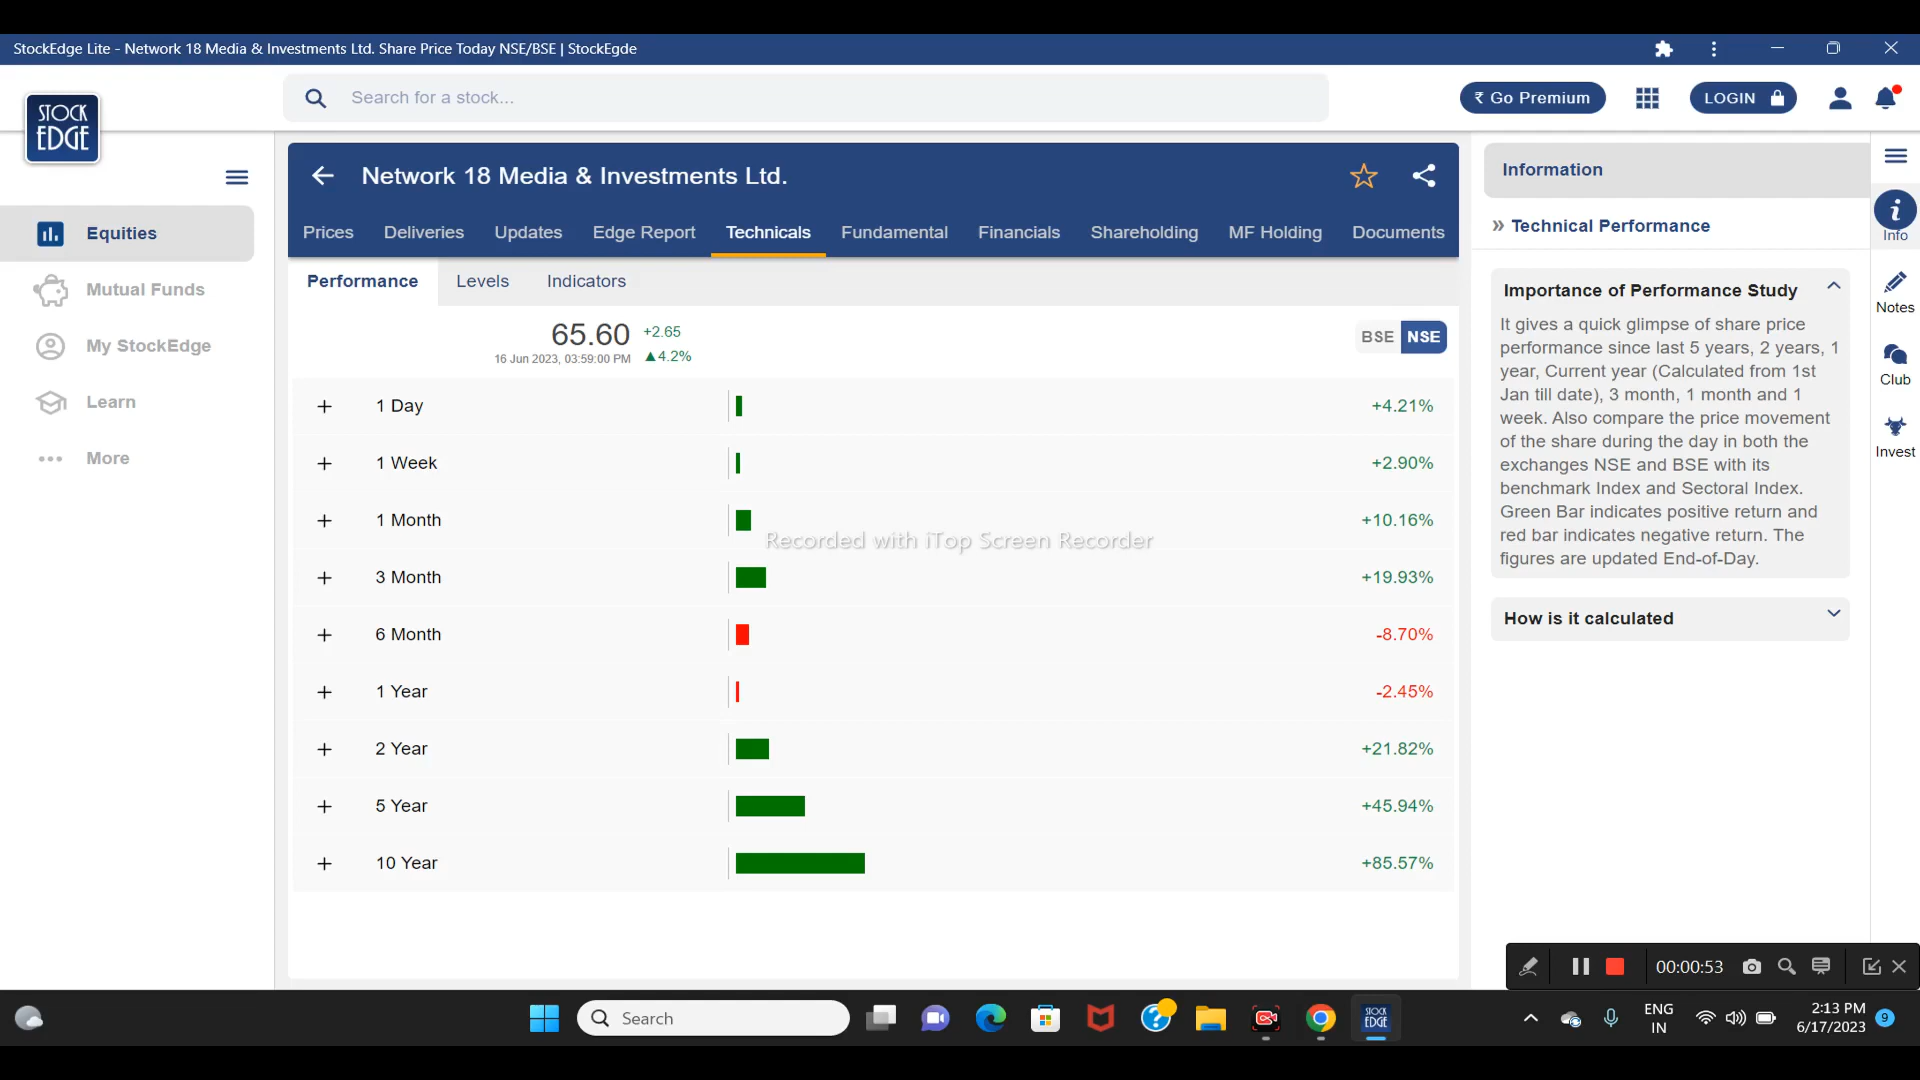 StockEdge Lite - Network 18 Media & Investments Ltd. Share Price Today NSE/BSE | StockEgde
STOCK
EDGE
Search for a stock...
₹ Go Premium
LOGIN
Network 18 Media & Investments Ltd.
Prices Deliveries Updates Edge Report Technicals Fundamental Financials Shareholding MF Holding Documents
Performance Levels Indicators
Equities
Mutual Funds
My StockEdge
Learn
More
65.60 +2.65
16 Jun 2023, 03:59:00 PM ▲4.2%
BSE NSE
+ 1 Day +4.21%
+ 1 Week +2.90%
+ 1 Month +10.16%
Recorded with iTop Screen Recorder
+ 3 Month +19.93%
+ 6 Month -8.70%
+ 1 Year -2.45%
+ 2 Year +21.82%
+ 5 Year +45.94%
+ 10 Year +85.57%
Information
» Technical Performance
Importance of Performance Study
It gives a quick glimpse of share price
performance since last 5 years, 2 years, 1
year, Current year (Calculated from 1st
Jan till date), 3 month, 1 month and 1
week. Also compare the price movement
of the share during the day in both the
exchanges NSE and BSE with its
benchmark Index and Sectoral Index.
Green Bar indicates positive return and
red bar indicates negative return. The
figures are updated End-of-Day.
How is it calculated
Info
Notes
Club
Invest
00:00:53
Search
STOCK
EDGE
ENG
IN
2:13 PM
6/17/2023
9